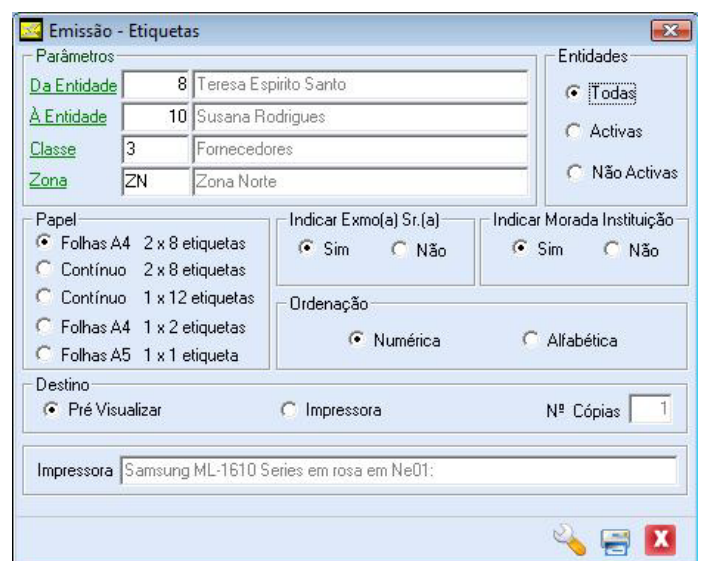 Emissão - Etiquetas
Parâmetros
Da Entidade 8 Teresa Espirito Santo
À Entidade 10 Susana Rodrigues
Classe 3 Fornecedores
Zona ZN Zona Norte
Entidades
Todas
Activas
Não Activas
Papel
Folhas A4 2 x 8 etiquetas
Contínuo 2 x 8 etiquetas
Contínuo 1 x 12 etiquetas
Folhas A4 1 x 2 etiquetas
Folhas A5 1 x 1 etiqueta
Indicar Exmo(a) Sr.(a)
Sim Não
Indicar Morada Instituição
Sim Não
Ordenação
Numérica Alfabética
Destino
Pré Visualizar Impressora Nº Cópias 1
Impressora Samsung ML-1610 Series em rosa em Ne01: